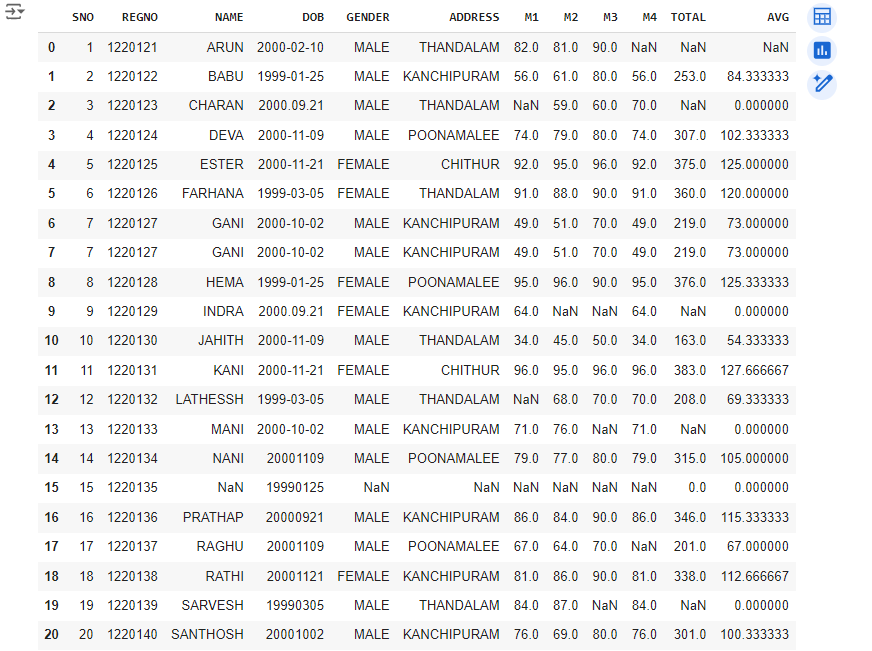 SNO REGNO NAME DOB GENDER ADDRESS M1 M2 M3 M4 TOTAL AVG
0 1 1220121 ARUN 2000-02-10 MALE THANDALAM 82.0 81.0 90.0 NaN NaN NaN
1 2 1220122 BABU 1999-01-25 MALE KANCHIPURAM 56.0 61.0 80.0 56.0 253.0 84.333333
2 3 1220123 CHARAN 2000.09.21 MALE THANDALAM NaN 59.0 60.0 70.0 NaN 0.000000
3 4 1220124 DEVA 2000-11-09 MALE POONAMALEE 74.0 79.0 80.0 74.0 307.0 102.333333
4 5 1220125 ESTER 2000-11-21 FEMALE CHITHUR 92.0 95.0 96.0 92.0 375.0 125.000000
5 6 1220126 FARHANA 1999-03-05 FEMALE THANDALAM 91.0 88.0 90.0 91.0 360.0 120.000000
6 7 1220127 GANI 2000-10-02 MALE KANCHIPURAM 49.0 51.0 70.0 49.0 219.0 73.000000
7 7 1220127 GANI 2000-10-02 MALE KANCHIPURAM 49.0 51.0 70.0 49.0 219.0 73.000000
8 8 1220128 HEMA 1999-01-25 FEMALE POONAMALEE 95.0 96.0 90.0 95.0 376.0 125.333333
9 9 1220129 INDRA 2000.09.21 FEMALE KANCHIPURAM 64.0 NaN NaN 64.0 NaN 0.000000
10 10 1220130 JAHITH 2000-11-09 MALE THANDALAM 34.0 45.0 50.0 34.0 163.0 54.333333
11 11 1220131 KANI 2000-11-21 FEMALE CHITHUR 96.0 95.0 96.0 96.0 383.0 127.666667
12 12 1220132 LATHESSH 1999-03-05 MALE THANDALAM NaN 68.0 70.0 70.0 208.0 69.333333
13 13 1220133 MANI 2000-10-02 MALE KANCHIPURAM 71.0 76.0 NaN 71.0 NaN 0.000000
14 14 1220134 NANI 20001109 MALE POONAMALEE 79.0 77.0 80.0 79.0 315.0 105.000000
15 15 1220135 NaN 19990125 NaN NaN NaN NaN NaN NaN 0.0 0.000000
16 16 1220136 PRATHAP 20000921 MALE KANCHIPURAM 86.0 84.0 90.0 86.0 346.0 115.333333
17 17 1220137 RAGHU 20001109 MALE POONAMALEE 67.0 64.0 70.0 NaN 201.0 67.000000
18 18 1220138 RATHI 20001121 FEMALE KANCHIPURAM 81.0 86.0 90.0 81.0 338.0 112.666667
19 19 1220139 SARVESH 19990305 MALE THANDALAM 84.0 87.0 NaN 84.0 NaN 0.000000
20 20 1220140 SANTHOSH 20001002 MALE KANCHIPURAM 76.0 69.0 80.0 76.0 301.0 100.333333